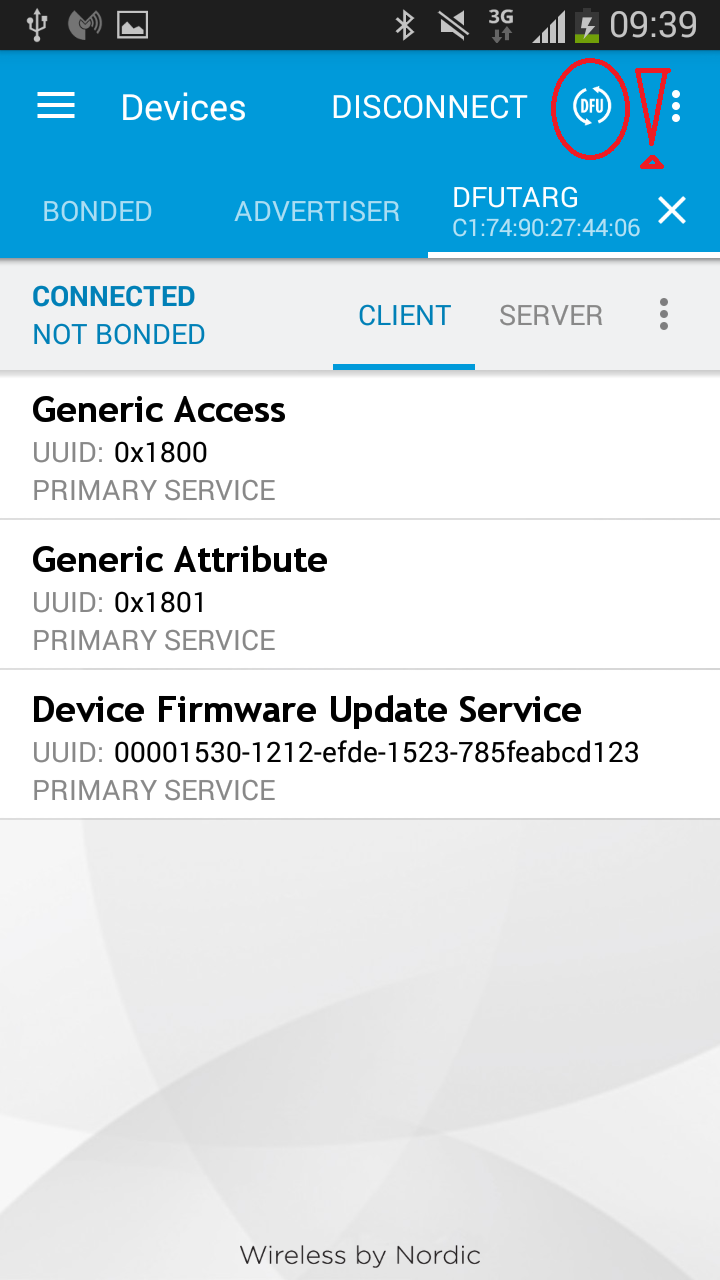 3G
09:39
Devices
DISCONNECT
DFU
BONDED
ADVERTISER
DFUTARG
C1:74:90:27:44:06
CONNECTED
NOT BONDED
CLIENT
SERVER
Generic Access
UUID: 0x1800
PRIMARY SERVICE
Generic Attribute
UUID: 0x1801
PRIMARY SERVICE
Device Firmware Update Service
UUID: 00001530-1212-efde-1523-785feabcd123
PRIMARY SERVICE
Wireless by Nordic